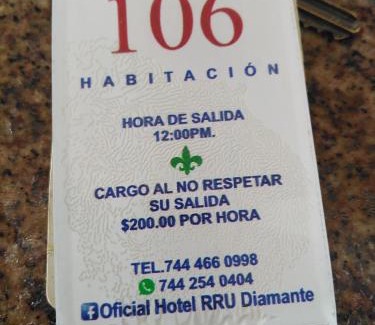 106
HABITACIÓN
HORA DE SALIDA
12:00PM.
CARGO AL NO RESPETAR
SU SALIDA
$200.00 POR HORA
TEL.744 466 0998
744 254 0404
Oficial Hotel RRU Diamante